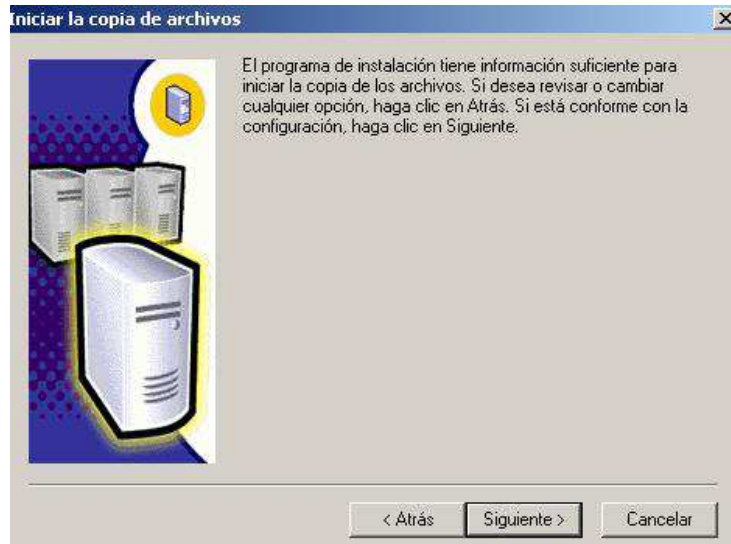 Iniciar la copia de archivos
El programa de instalación tiene información suficiente para
iniciar la copia de los archivos. Si desea revisar o cambiar
cualquier opción, haga clic en Atrás. Si está conforme con la
configuración, haga clic en Siguiente.
< Atrás Siguiente > Cancelar